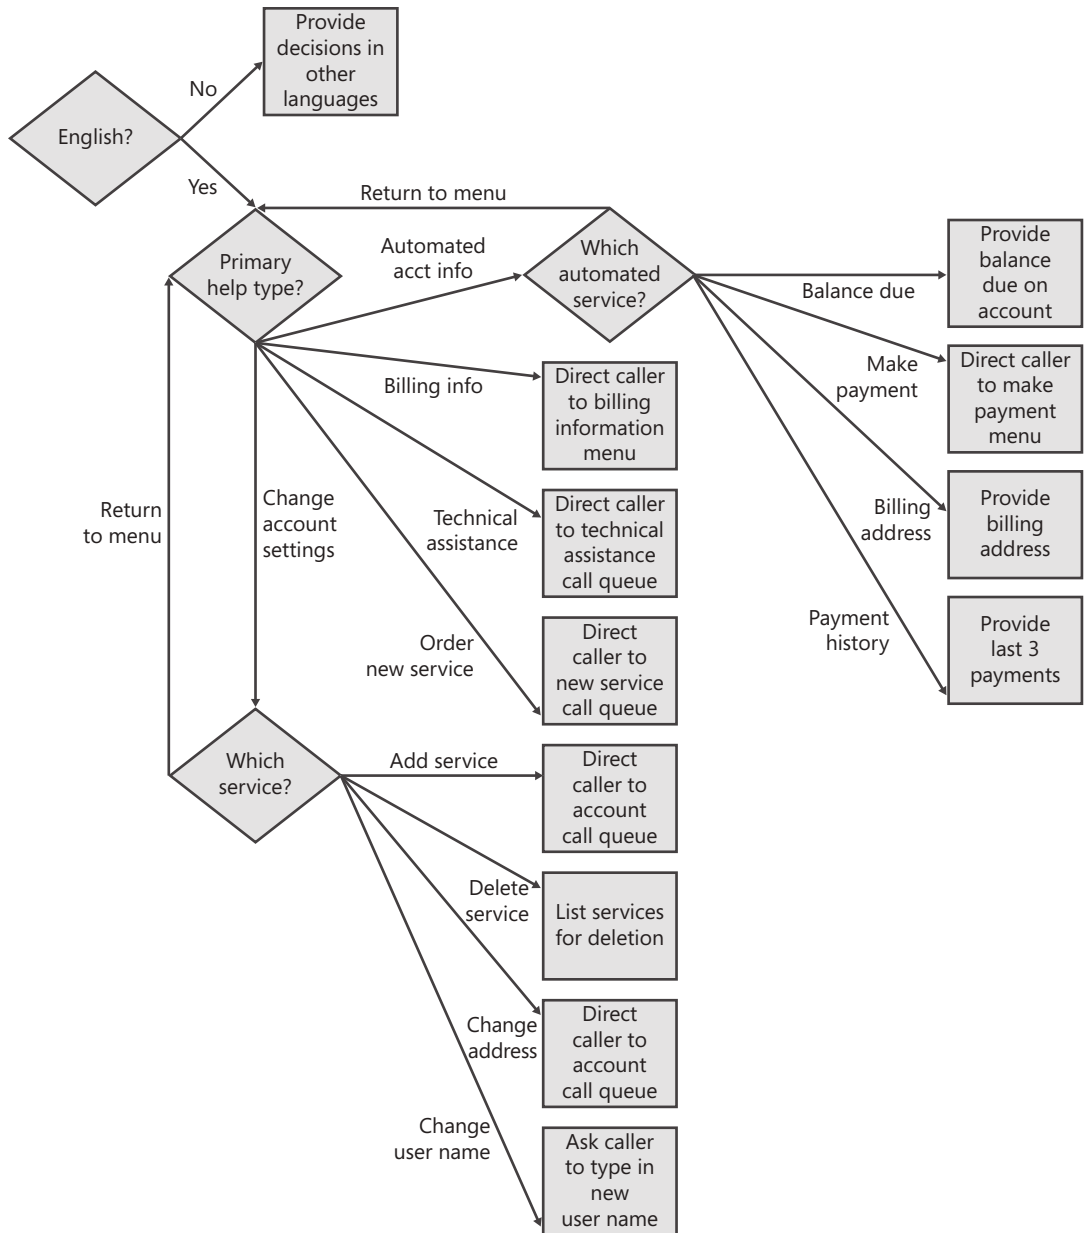 Provide
decisions in
other
languages
No
English?
Yes
Return to menu
Primary
help type?
Automated
acct info
Which
automated
service?
Balance due
Provide
balance
due on
account
Billing info
Direct caller
to billing
information
menu
Make
payment
Direct caller
to make
payment
menu
Return
to menu
Change
account
settings
Technical
assistance
Direct caller
to technical
assistance
call queue
Billing
address
Provide
billing
address
Order
new service
Direct
caller to
new service
call queue
Payment
history
Provide
last 3
payments
Which
service?
Add service
Direct
caller to
account
call queue
Delete
service
List services
for deletion
Change
address
Direct
caller to
account
call queue
Change
user name
Ask caller
to type in
new
user name